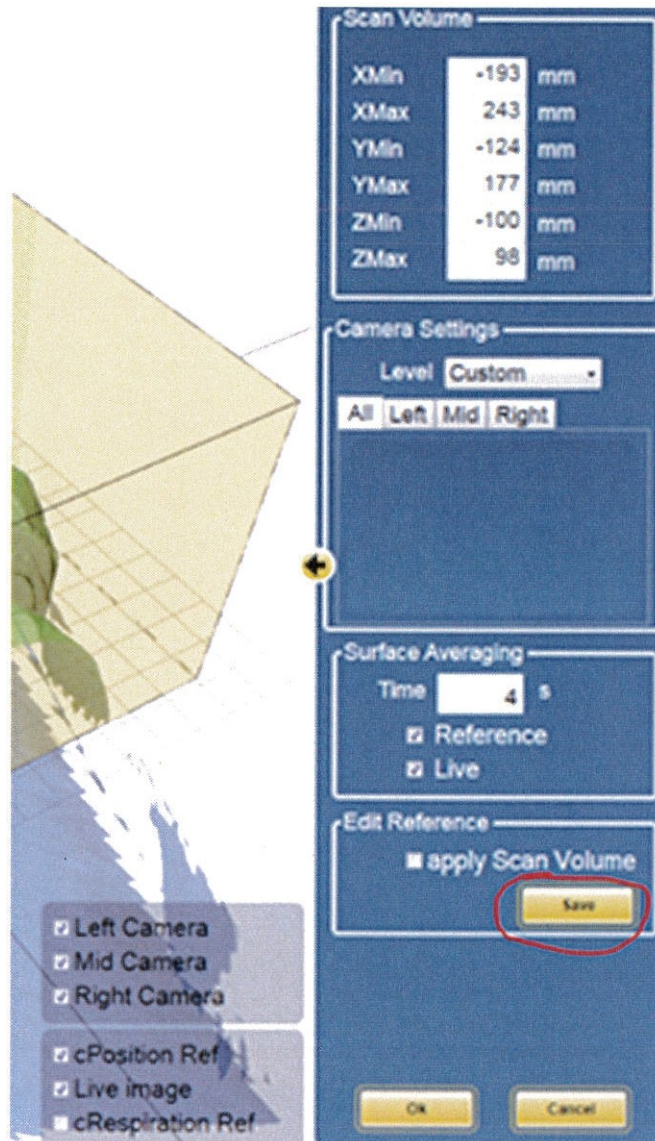 Scan Volume
XMin -193 mm
XMax 243 mm
YMin -124 mm
YMax 177 mm
ZMin -100 mm
ZMax 98 mm
Camera Settings
Level Custom
All Left Mid Right
Surface Averaging
Time 4 s
Reference
Live
Edit Reference
apply Scan Volume
Save
Left Camera
Mid Camera
Right Camera
cPosition Ref
Live image
cRespiration Ref
Ok Cancel